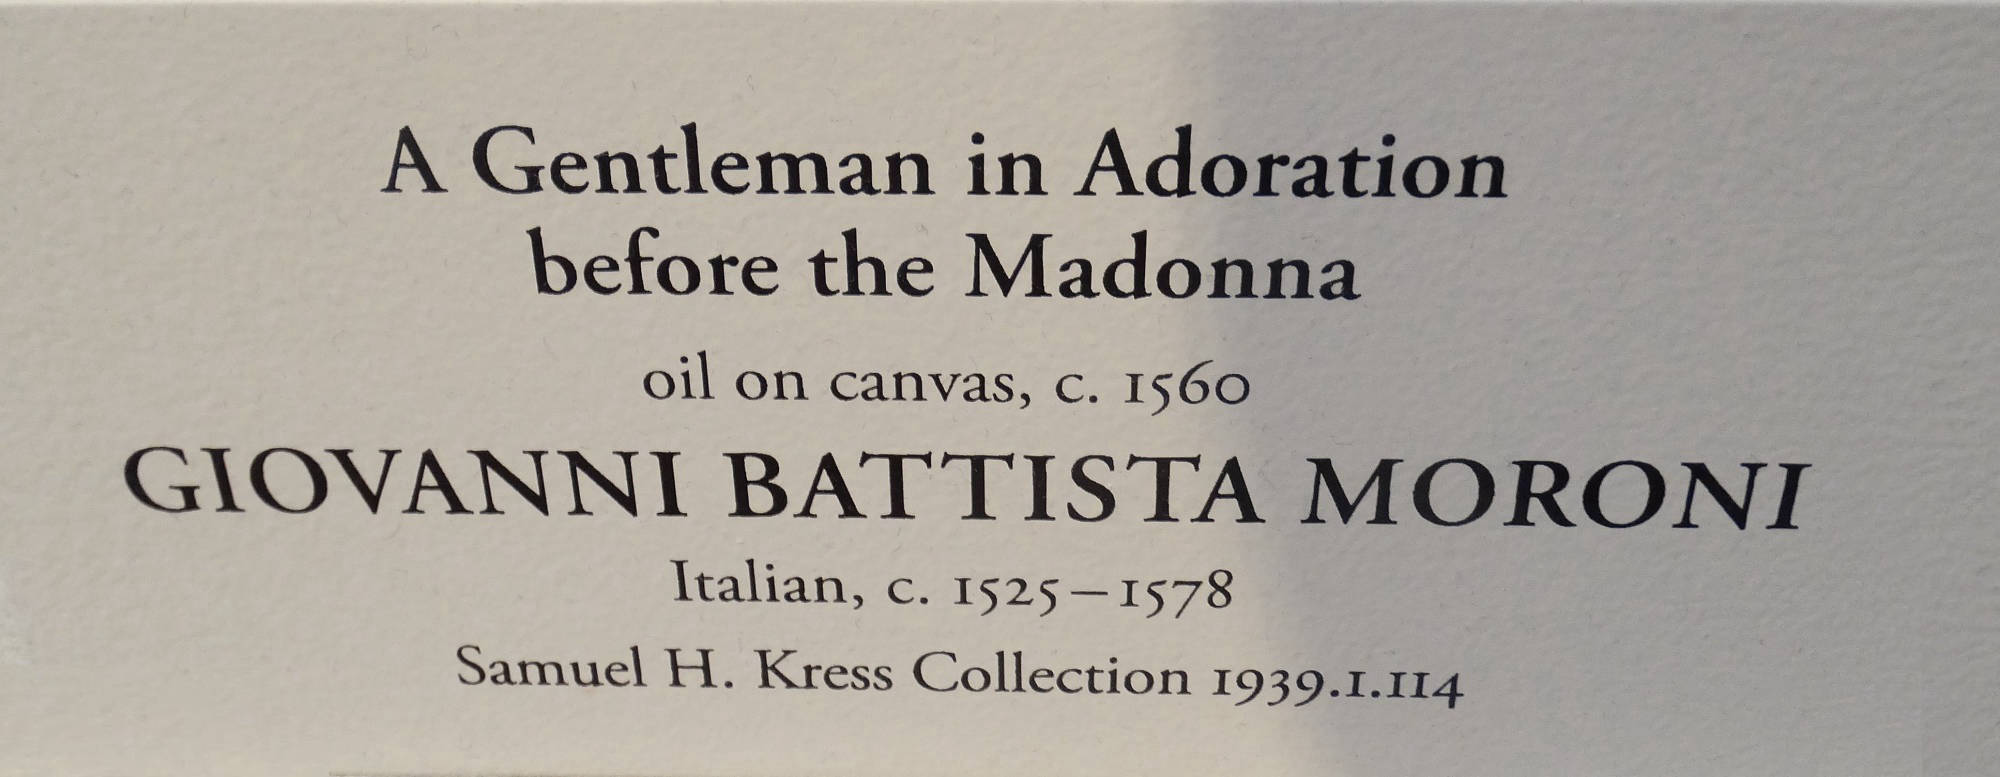 A Gentleman in Adoration
before the Madonna
oil on canvas, c. 1560
GIOVANNI BATTISTA MORONI
Italian, c. 1525–1578
Samuel H. Kress Collection 1939.1.114